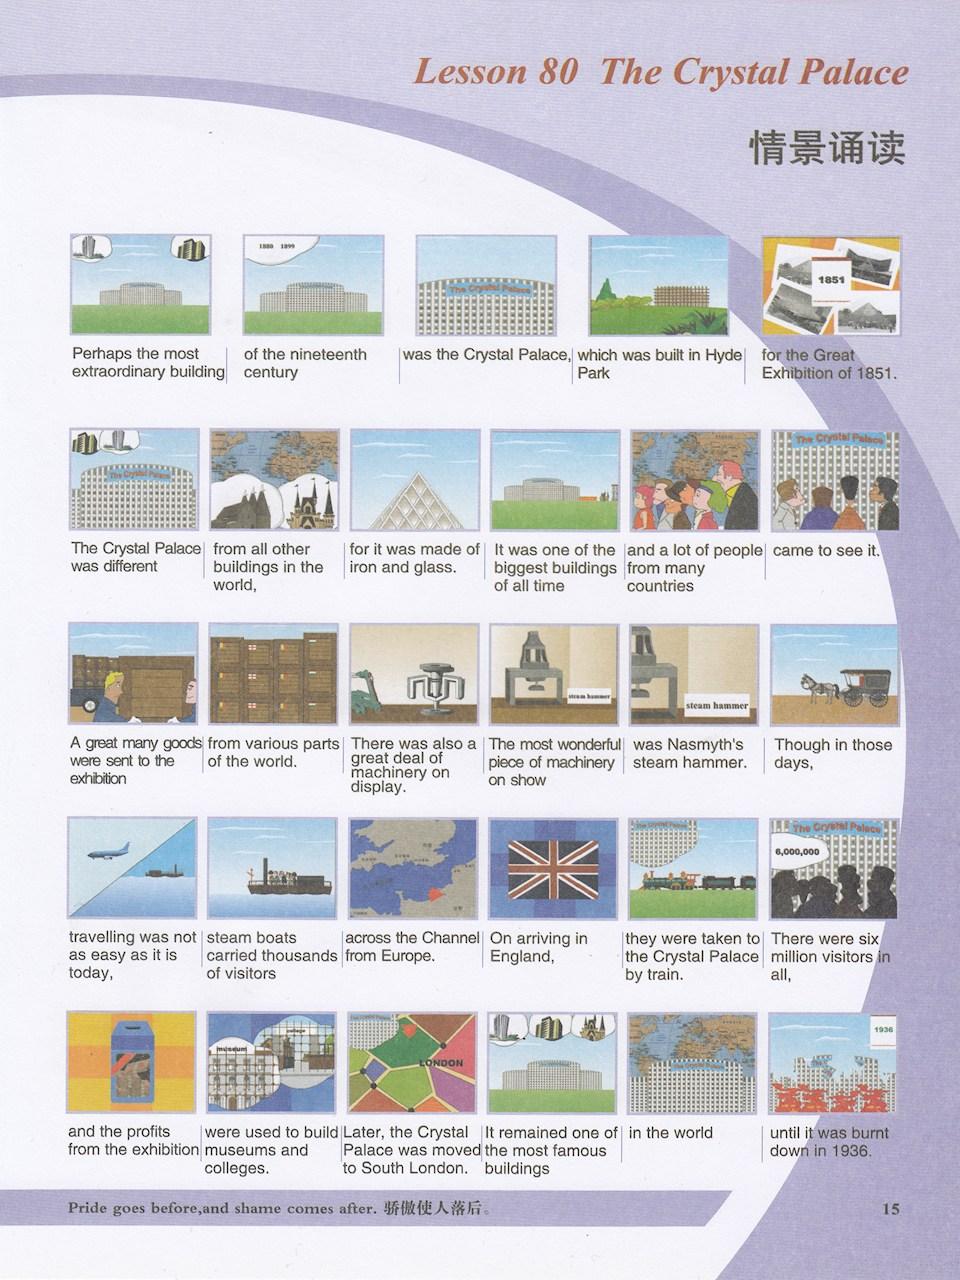 Lesson 80 The Crystal Palace
情景诵读
1880 1899
The Crystal Palace
1851
Perhaps the most
extraordinary building
of the nineteenth
century
was the Crystal Palace,
which was built in Hyde
Park
for the Great
Exhibition of 1851.
The Crystal Palace
The Crystal Palace
The Crystal Palace
was different
from all other
buildings in the
world,
for it was made of
iron and glass.
It was one of the
biggest buildings
of all time
and a lot of people
from many
countries
came to see it.
steam hammer
steam hammer
A great many goods
were sent to the
exhibition
from various parts
of the world.
There was also a
great deal of
machinery on
display.
The most wonderful
piece of machinery
on show
was Nasmyth's
steam hammer.
Though in those
days,
The Crystal Palace
The Crystal Palace
6,000,000
travelling was not
as easy as it is
today,
steam boats
carried thousands
of visitors
across the Channel
from Europe.
On arriving in
England,
they were taken to
the Crystal Palace
by train.
There were six
million visitors in
all,
museum
LONDON
The Crystal Palace
1936
and the profits
from the exhibition
were used to build
museums and
colleges.
Later, the Crystal
Palace was moved
to South London.
It remained one of
the most famous
buildings
in the world
until it was burnt
down in 1936.
Pride goes before,and shame comes after. 骄傲使人落后。
15